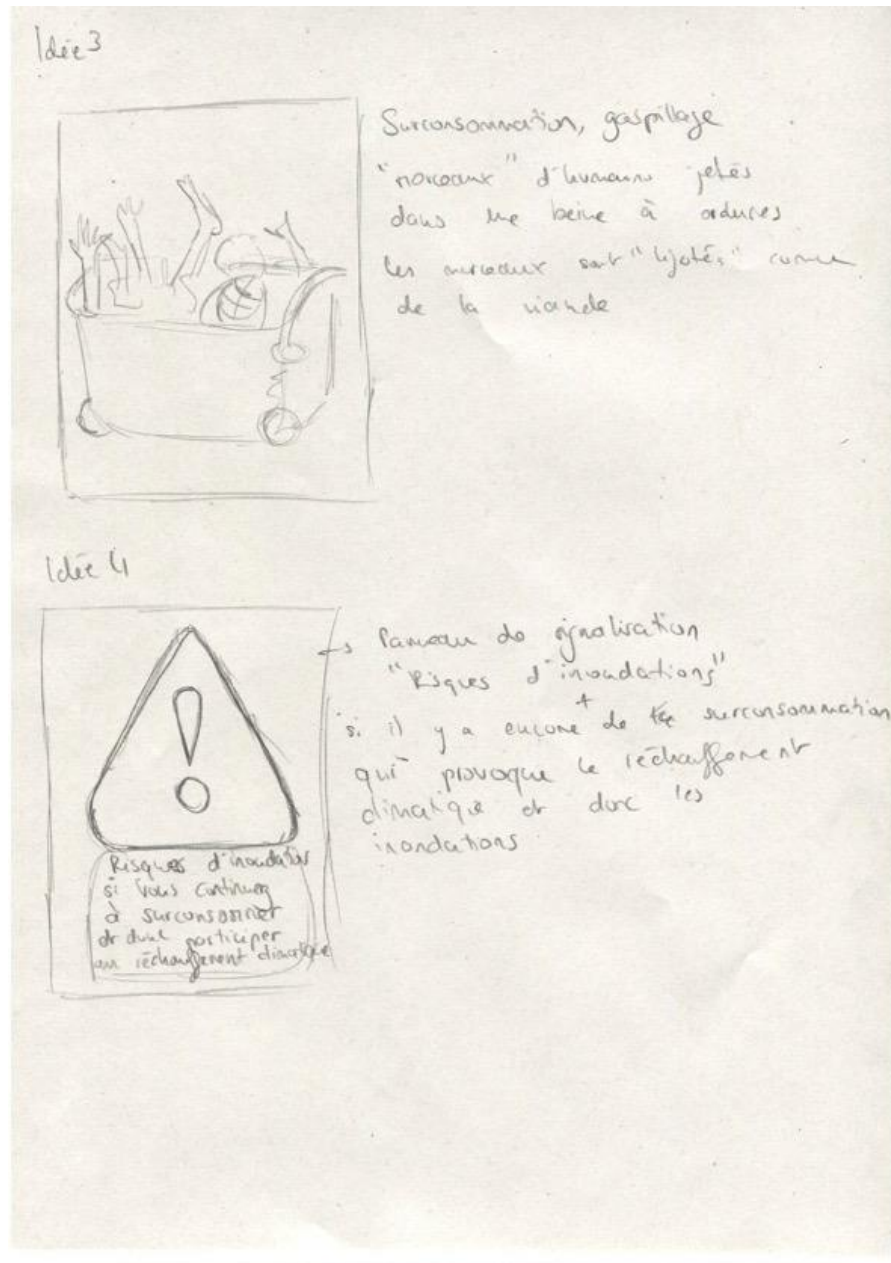 Idée 3
Surconsommation, gaspillage
"morceaux" d'humains jetés
dans une beine à ordures
les morceaux sont "ligotés" comme
de la viande
Idée 4
→ Panneau de signalisation
"Risques d'inondations"
si il y a encore + de surconsommation
qui provoque le réchauffement
climatique et donc les
inondations
Risques d'inondations
si vous continuez
à surconsommer
et donc participer
au réchauffement climatique